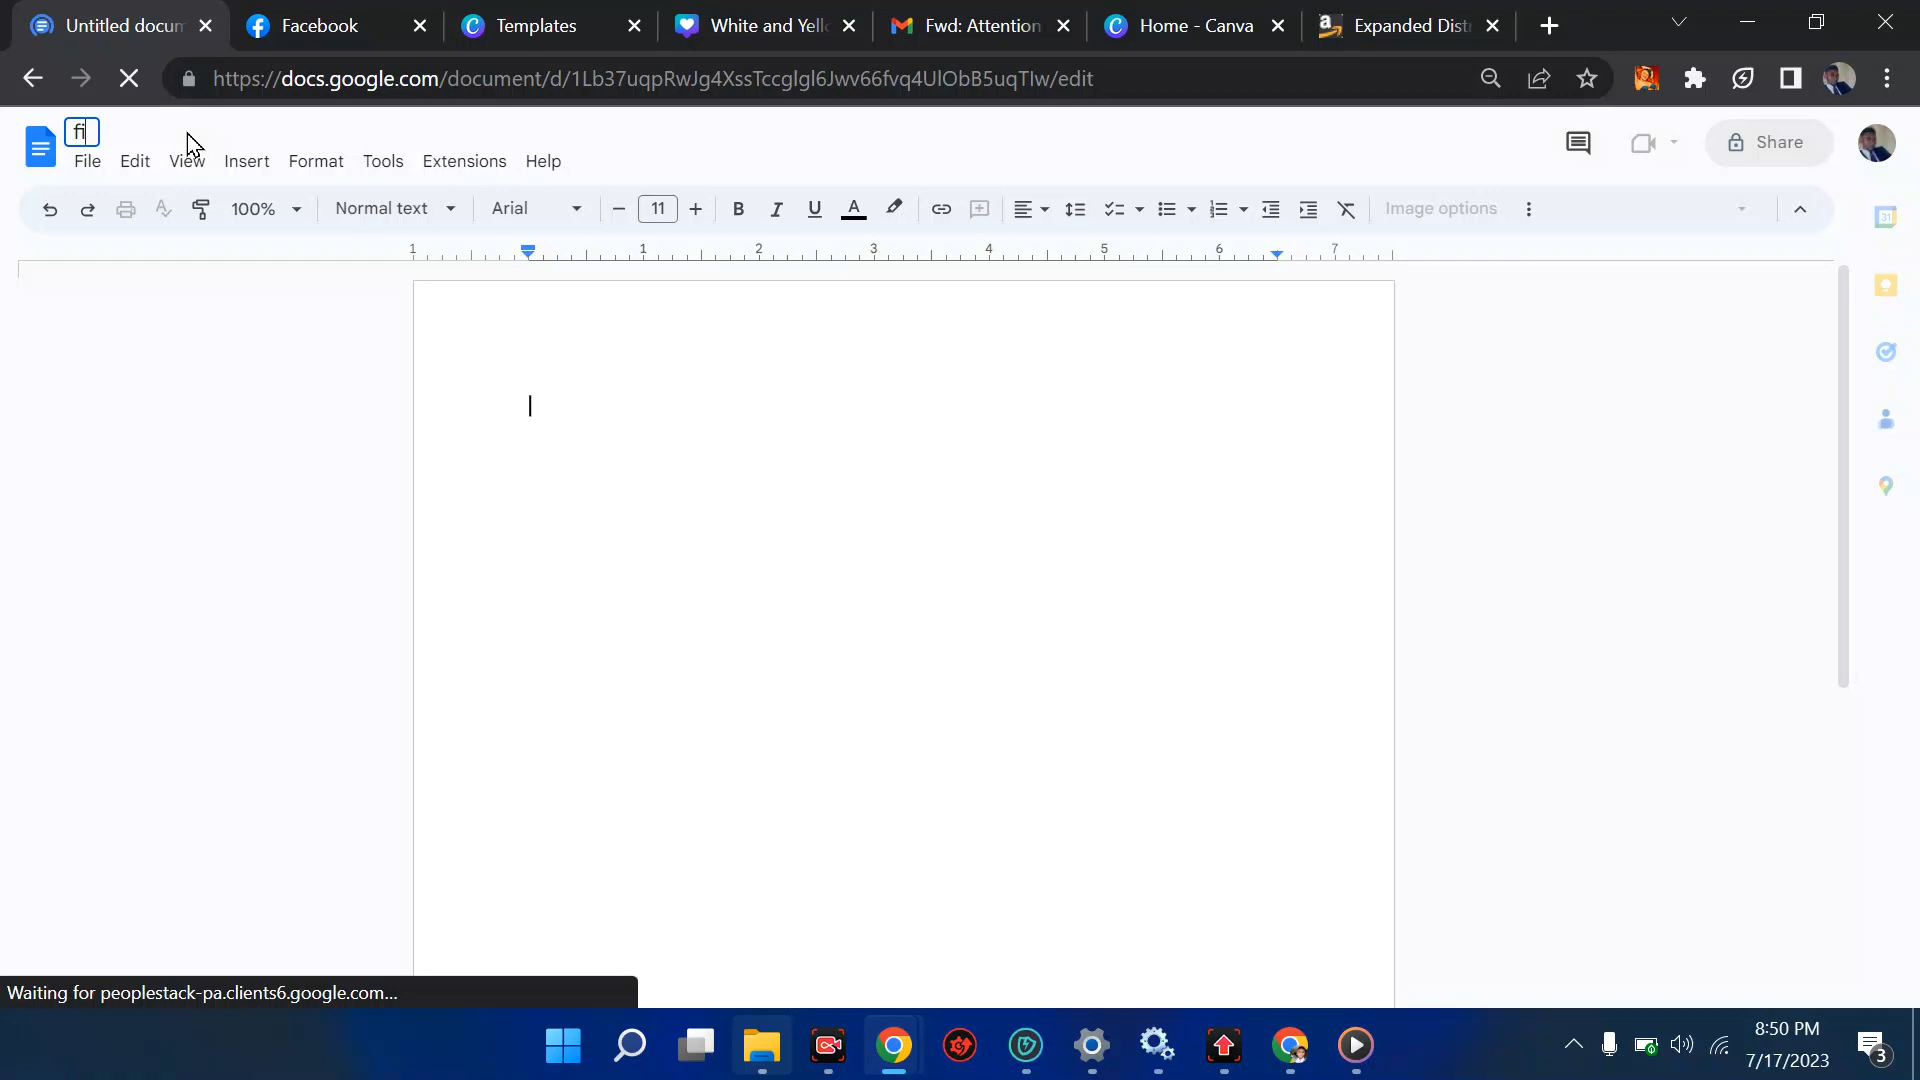 Untitled docum
Facebook
Templates
White and Yell
Fwd: Attention
Home - Canva
Expanded Dist
https://docs.google.com/document/d/1Lb37uqpRwJg4XssTccglgl6Jwv66fvq4UlObB5uqTIw/edit
fi
File Edit View Insert Format Tools Extensions Help
Share
100% Normal text Arial 11 B I U A Image options
1 1 2 3 4 5 6 7
31
Waiting for peoplestack-pa.clients6.google.com...
8:50 PM
7/17/2023
3